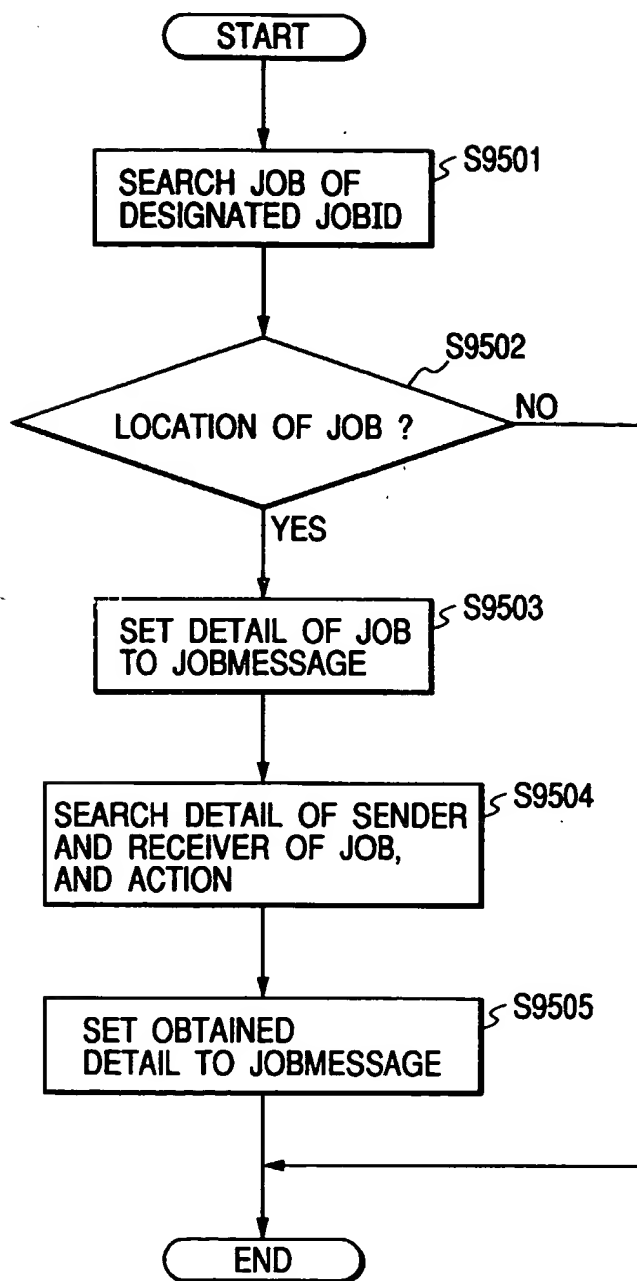 START
S9501
SEARCH JOB OF
DESIGNATED JOBID
S9502
LOCATION OF JOB ?
NO
YES
S9503
SET DETAIL OF JOB
TO JOBMESSAGE
S9504
SEARCH DETAIL OF SENDER
AND RECEIVER OF JOB,
AND ACTION
S9505
SET OBTAINED
DETAIL TO JOBMESSAGE
END